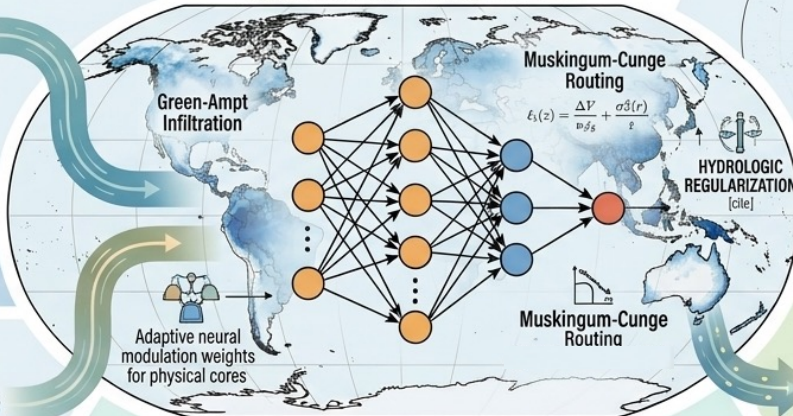 Green-Ampt
Infiltration
Muskingum-Cunge
Routing
HYDROLOGIC
REGULARIZATION
[cite]
Adaptive neural
modulation weights
for physical cores
Muskingum-Cunge
Routing